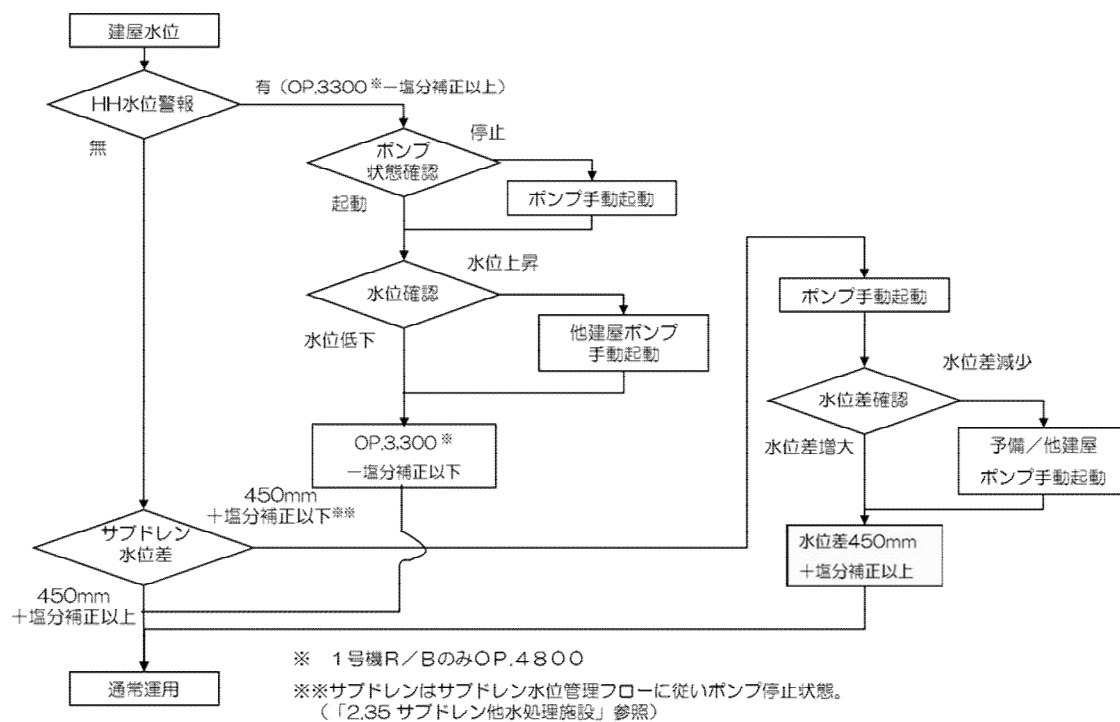 建屋水位
HH水位警報
有（OP.3300※－塩分補正以上）
無
ポンプ
状態確認
停止
ポンプ手動起動
起動
水位確認
水位上昇
他建屋ポンプ
手動起動
水位低下
OP.3,300※
－塩分補正以下
サブドレン
水位差
450mm
＋塩分補正以下※※
450mm
＋塩分補正以上
ポンプ手動起動
水位差確認
水位差減少
予備／他建屋
ポンプ手動起動
水位差増大
水位差450mm
＋塩分補正以上
通常運用
※　1号機R／BのみOP.4800
※※サブドレンはサブドレン水位管理フローに従いポンプ停止状態。
（「2.35 サブドレン他水処理施設」参照）